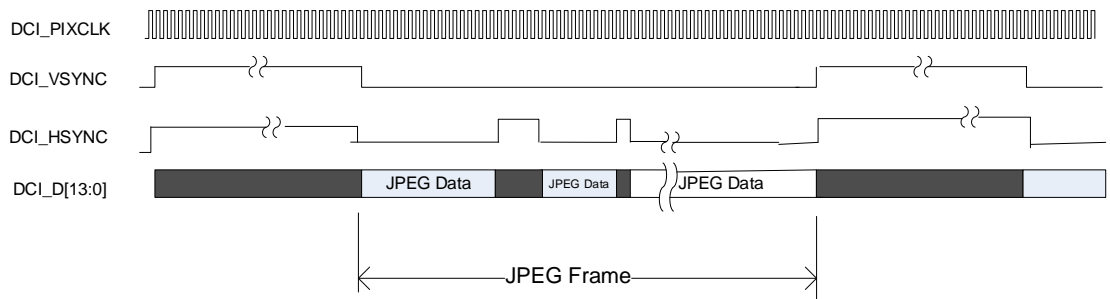 DCI_PIXCLK
DCI_VSYNC
DCI_HSYNC
DCI_D[13:0]
JPEG Data
JPEG Data
JPEG Data
JPEG Frame